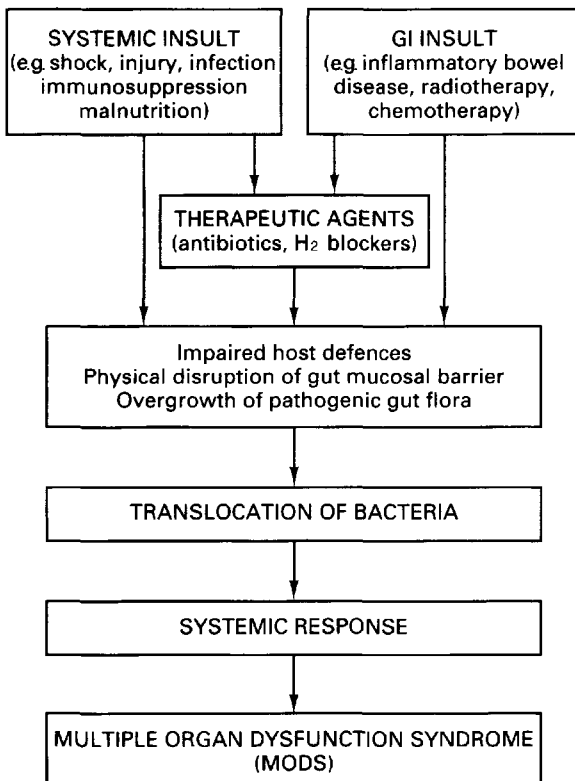 SYSTEMIC INSULT
(e.g. shock, injury, infection
immunosuppression
malnutrition)
GI INSULT
(e.g. inflammatory bowel
disease, radiotherapy,
chemotherapy)
THERAPEUTIC AGENTS
(antibiotics, H₂ blockers)
Impaired host defences
Physical disruption of gut mucosal barrier
Overgrowth of pathogenic gut flora
TRANSLOCATION OF BACTERIA
SYSTEMIC RESPONSE
MULTIPLE ORGAN DYSFUNCTION SYNDROME
(MODS)